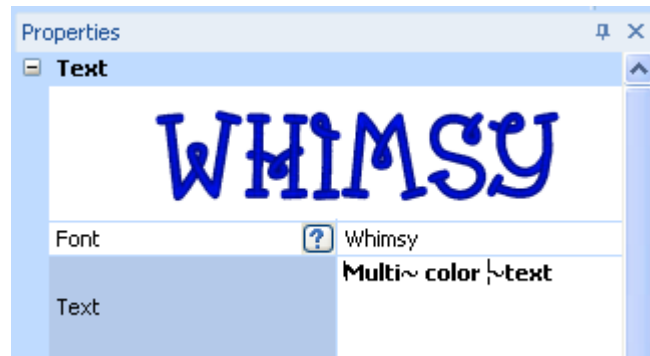 Properties
Text
WHIMSY
Font ? Whimsy
Multi~ color ~text
Text